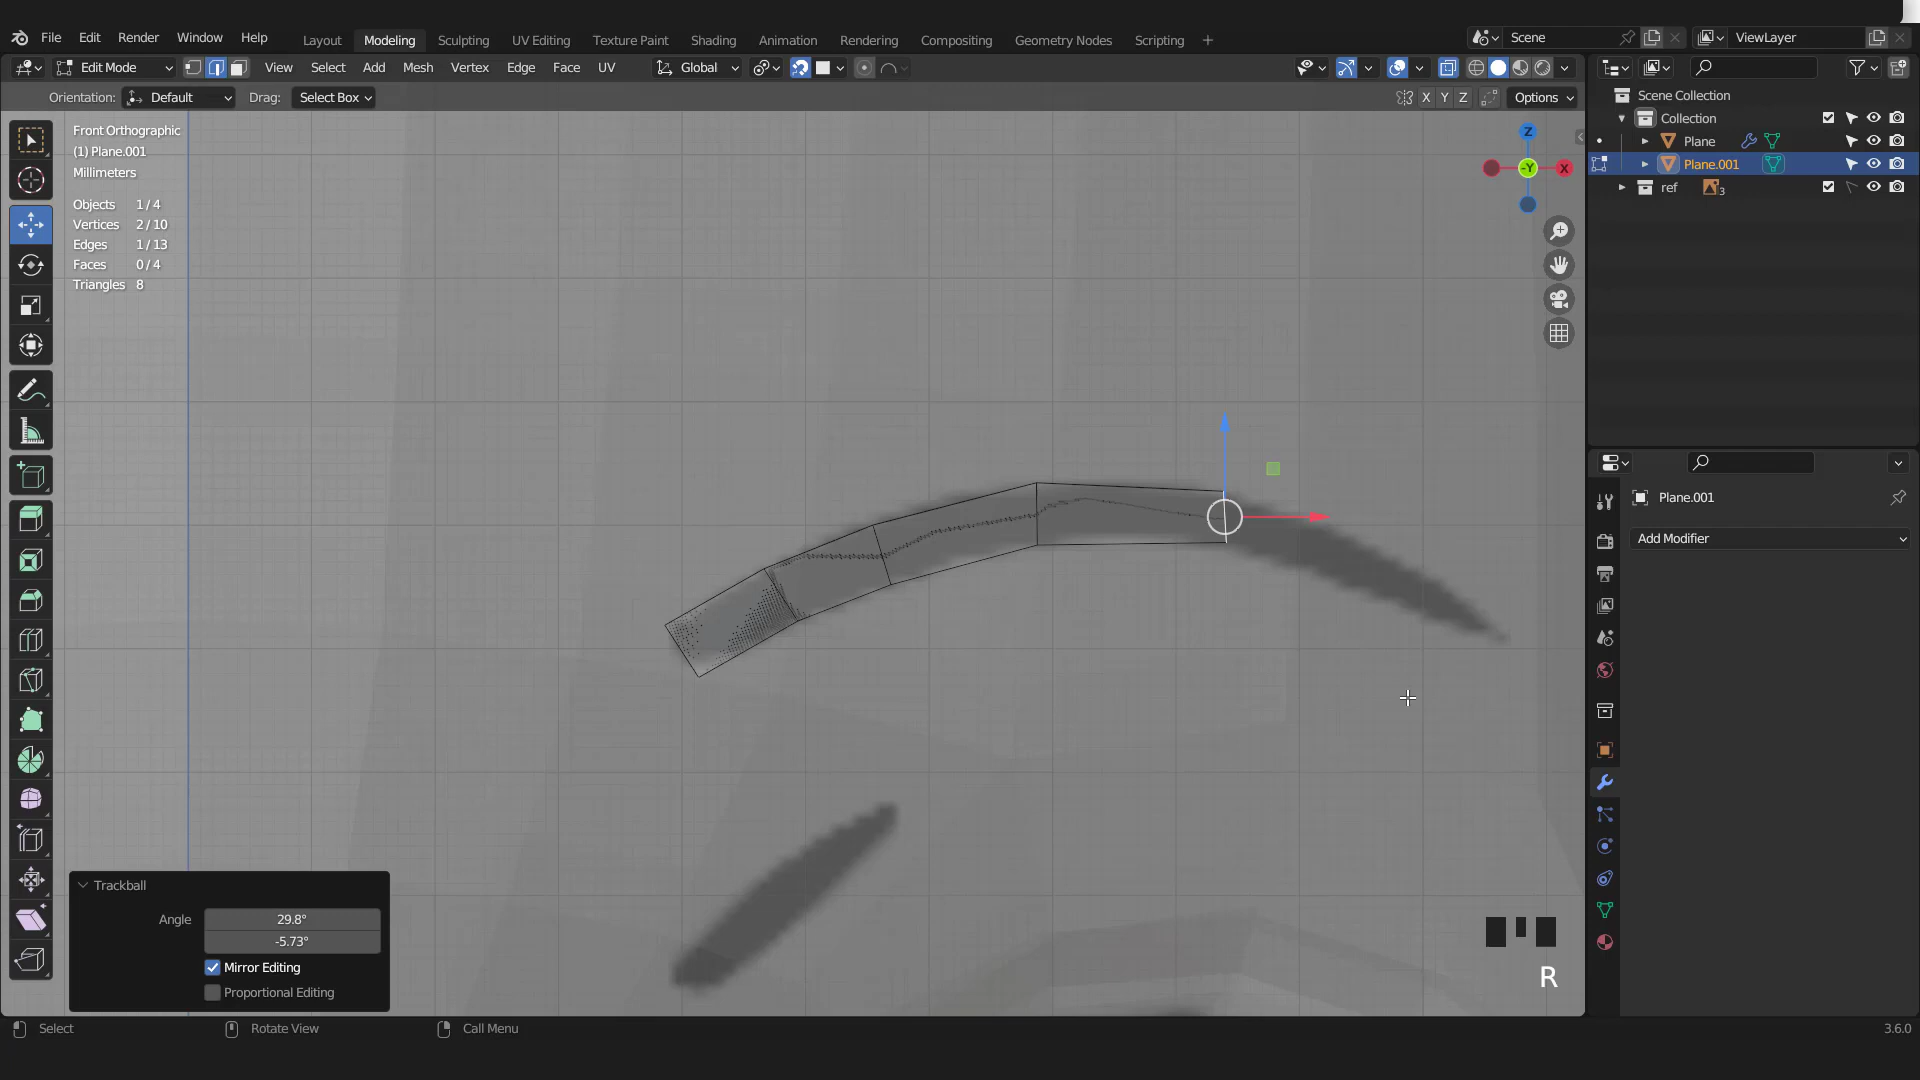 File Edit Render Window Help Layout Modeling Sculpting UV Editing Texture Paint Shading Animation Rendering Compositing Geometry Nodes Scripting + Scene ViewLayer
Edit Mode View Select Add Mesh Vertex Edge Face UV Global
Orientation: Default Drag: Select Box X Y Z Options
Front Orthographic
(1) Plane.001
Millimeters
Objects 1 / 4
Vertices 2 / 10
Edges 1 / 13
Faces 0 / 4
Triangles 8
Z
-Y
X
Scene Collection
Collection
Plane
Plane.001
ref 3
Plane.001
Add Modifier
Trackball
Angle 29.8°
-5.73°
Mirror Editing
Proportional Editing
R
Select Rotate View Call Menu 3.6.0